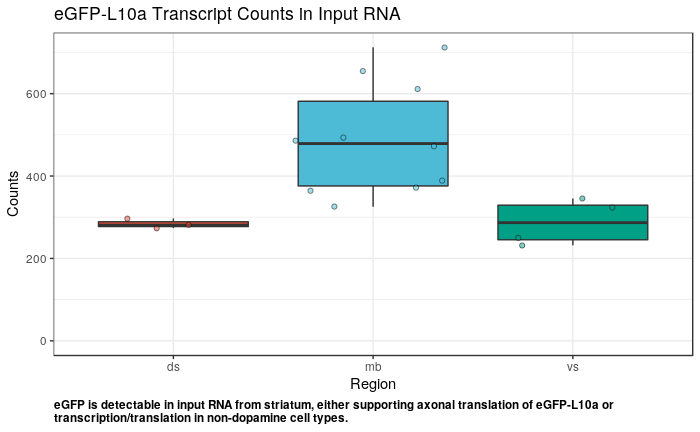 eGFP-L10a Transcript Counts in Input RNA
Counts
600
400
200
0
ds
mb
vs
Region
eGFP is detectable in input RNA from striatum, either supporting axonal translation of eGFP-L10a or
transcription/translation in non-dopamine cell types.